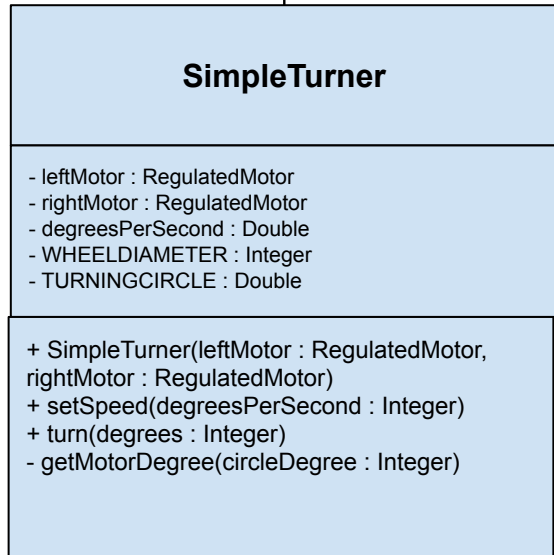 SimpleTurner
- leftMotor : RegulatedMotor
- rightMotor : RegulatedMotor
- degreesPerSecond : Double
- WHEELDIAMETER : Integer
- TURNINGCIRCLE : Double
+ SimpleTurner(leftMotor : RegulatedMotor,
rightMotor : RegulatedMotor)
+ setSpeed(degreesPerSecond : Integer)
+ turn(degrees : Integer)
- getMotorDegree(circleDegree : Integer)